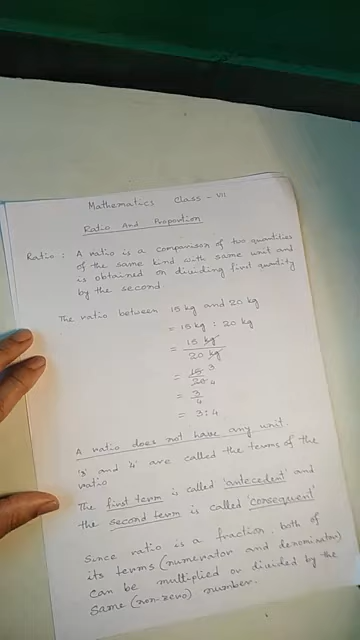 Mathematics Class - VII
Ratio And Proportion
Ratio : A ratio is a comparison of two quantities
of the same kind with same unit and
is obtained on dividing first quantity
by the second.
The ratio between 15 kg and 20 kg
= 15 kg : 20 kg
= 15 kg / 20 kg
= 15 3 / 20 4
= 3/4
= 3:4
A ratio does not have any unit.
'3' and '4' are called the terms of the
ratio
The first term is called 'antecedent' and
the second term is called 'consequent'
Since ratio is a fraction, both of
its terms (numerator and denominator)
can be multiplied or divided by the
same (non-zero) number.